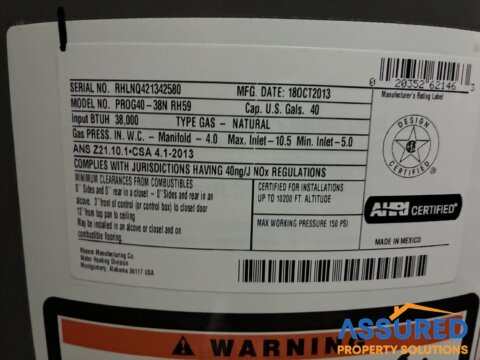 SERIAL NO. RHLNQ421342580 MFG. DATE: 18OCT2013
MODEL NO. PROG40-38N RH59 Cap. U.S. Gals. 40
Input BTUH 38,000 TYPE GAS - NATURAL
Gas PRESS. IN. W.C. - Manifold - 4.0 Max. Inlet-10.5 Min. Inlet-5.0
ANS Z21.10.1•CSA 4.1-2013
COMPLIES WITH JURISDICTIONS HAVING 40ng/J NOx REGULATIONS
MINIMUM CLEARANCES FROM COMBUSTIBLES
0" Sides and 0" rear in a closet - 0" Sides and rear in an
alcove. 3" front of control (or control box) to closet door
12" from top pan to ceiling
May be installed in an alcove or closet and on
combustible flooring.
CERTIFIED FOR INSTALLATIONS
UP TO 10200 FT. ALTITUDE
MAX WORKING PRESSURE 150 PSI
Rheem Manufacturing Co.
Water Heating Division
Montgomery, Alabama 36117 USA
0 20352 62146 3
Manufacturer's Rating Label
DESIGN
CERTIFIED
AHRI CERTIFIED®
MADE IN MEXICO
WARNING
ASSURED
PROPERTY SOLUTIONS